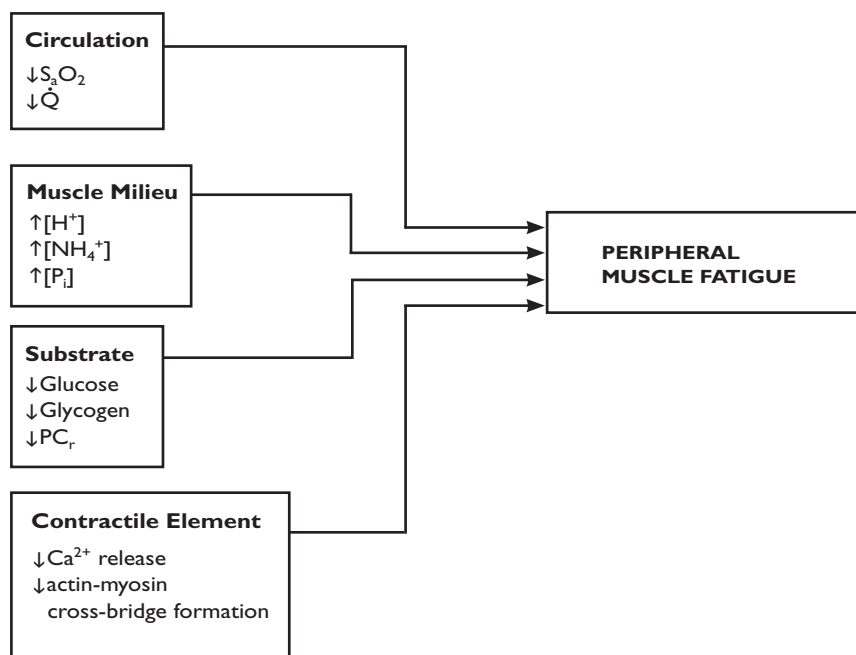 Circulation
↓SₐO₂
↓Q̇
Muscle Milieu
↑[H⁺]
↑[NH₄⁺]
↑[Pᵢ]
Substrate
↓Glucose
↓Glycogen
↓PCᵣ
Contractile Element
↓Ca²⁺ release
↓actin-myosin
cross-bridge formation
PERIPHERAL
MUSCLE FATIGUE